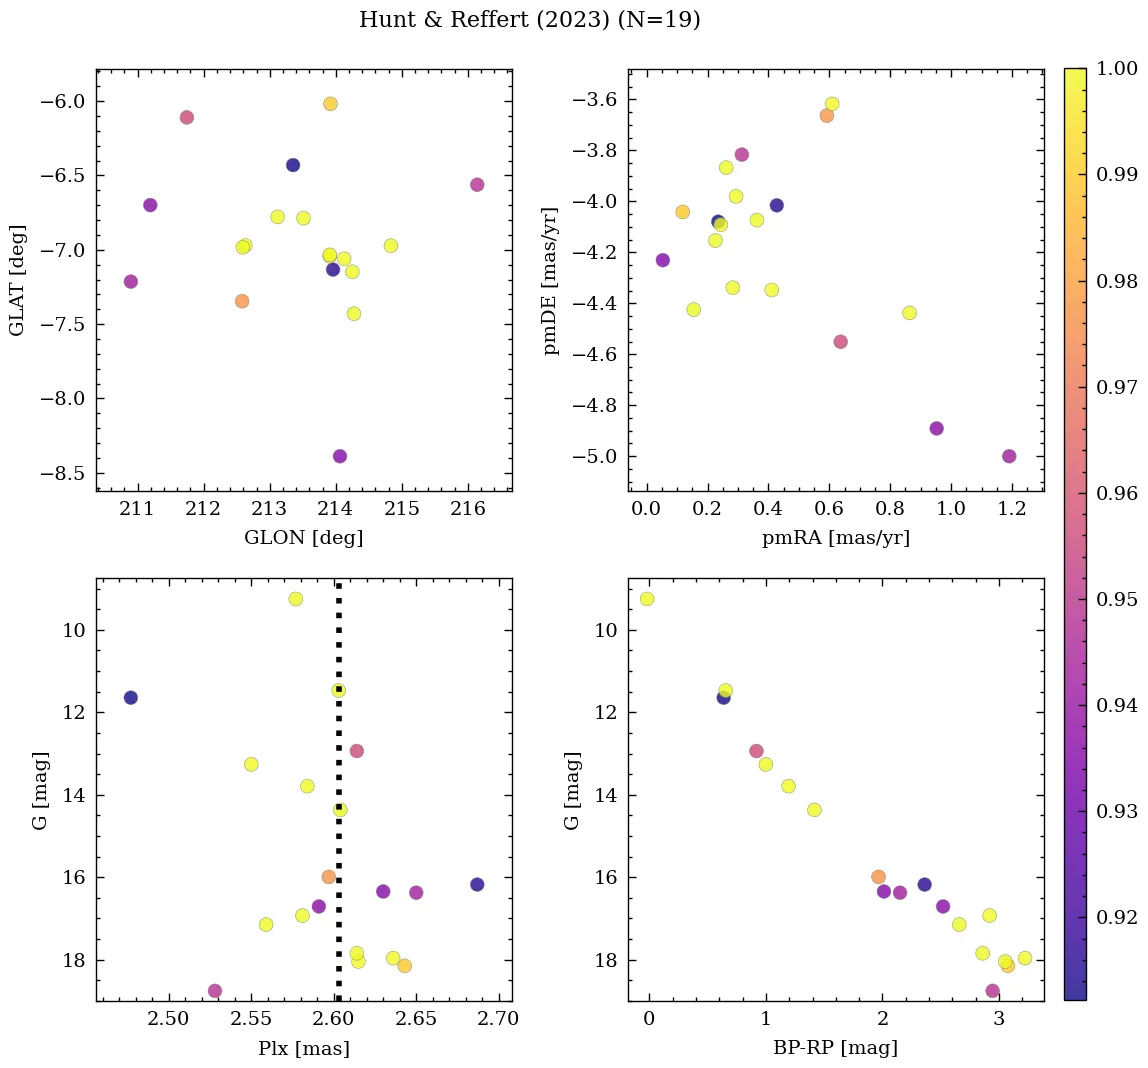 Hunt & Reffert (2023) (N=19)
−6.0
−6.5
−7.0
−7.5
−8.0
−8.5
GLAT [deg]
211 212 213 214 215 216
GLON [deg]
−3.6
−3.8
−4.0
−4.2
−4.4
−4.6
−4.8
−5.0
pmDE [mas/yr]
0.0 0.2 0.4 0.6 0.8 1.0 1.2
pmRA [mas/yr]
10
12
14
16
18
G [mag]
2.50 2.55 2.60 2.65 2.70
Plx [mas]
10
12
14
16
18
G [mag]
0 1 2 3
BP-RP [mag]
1.00
0.99
0.98
0.97
0.96
0.95
0.94
0.93
0.92